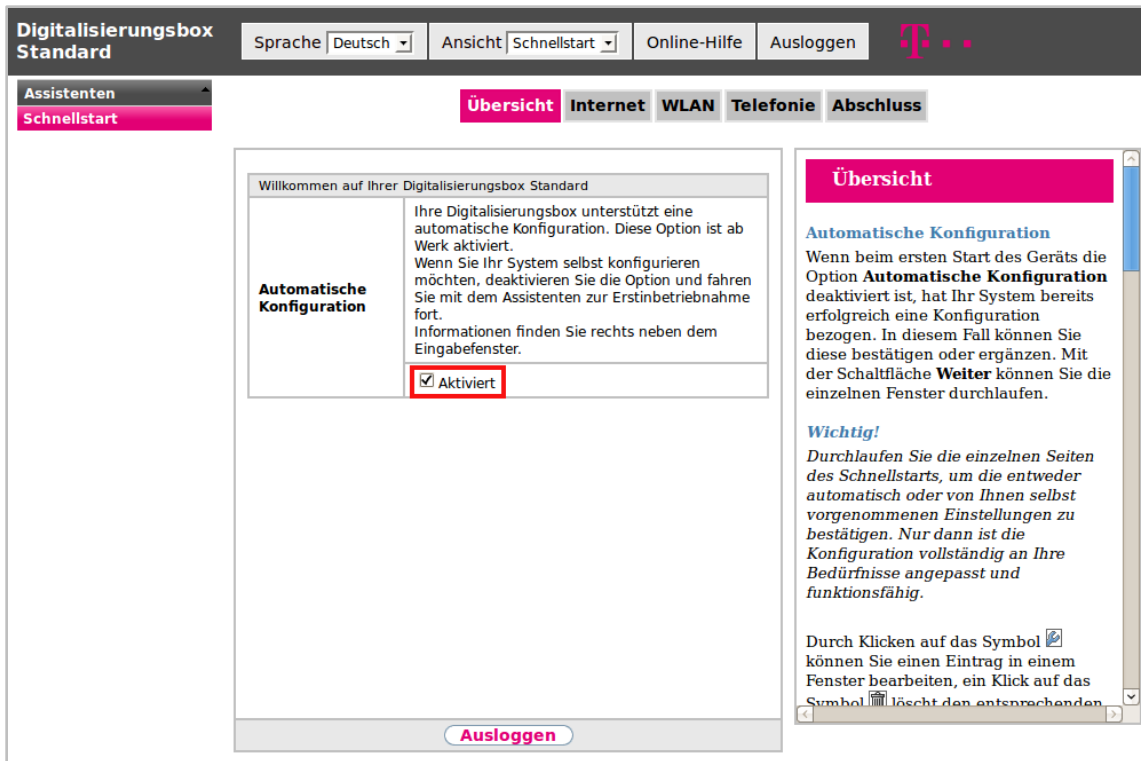 Digitalisierungsbox
Standard
Sprache Deutsch Ansicht Schnellstart Online-Hilfe Ausloggen T
Assistenten
Schnellstart
Übersicht Internet WLAN Telefonie Abschluss
Willkommen auf Ihrer Digitalisierungsbox Standard
Automatische
Konfiguration
Ihre Digitalisierungsbox unterstützt eine
automatische Konfiguration. Diese Option ist ab
Werk aktiviert.
Wenn Sie Ihr System selbst konfigurieren
möchten, deaktivieren Sie die Option und fahren
Sie mit dem Assistenten zur Erstinbetriebnahme
fort.
Informationen finden Sie rechts neben dem
Eingabefenster.
Aktiviert
Ausloggen
Übersicht
Automatische Konfiguration
Wenn beim ersten Start des Geräts die
Option Automatische Konfiguration
deaktiviert ist, hat Ihr System bereits
erfolgreich eine Konfiguration
bezogen. In diesem Fall können Sie
diese bestätigen oder ergänzen. Mit
der Schaltfläche Weiter können Sie die
einzelnen Fenster durchlaufen.
Wichtig!
Durchlaufen Sie die einzelnen Seiten
des Schnellstarts, um die entweder
automatisch oder von Ihnen selbst
vorgenommenen Einstellungen zu
bestätigen. Nur dann ist die
Konfiguration vollständig an Ihre
Bedürfnisse angepasst und
funktionsfähig.
Durch Klicken auf das Symbol
können Sie einen Eintrag in einem
Fenster bearbeiten, ein Klick auf das
Symbol löscht den entsprechenden